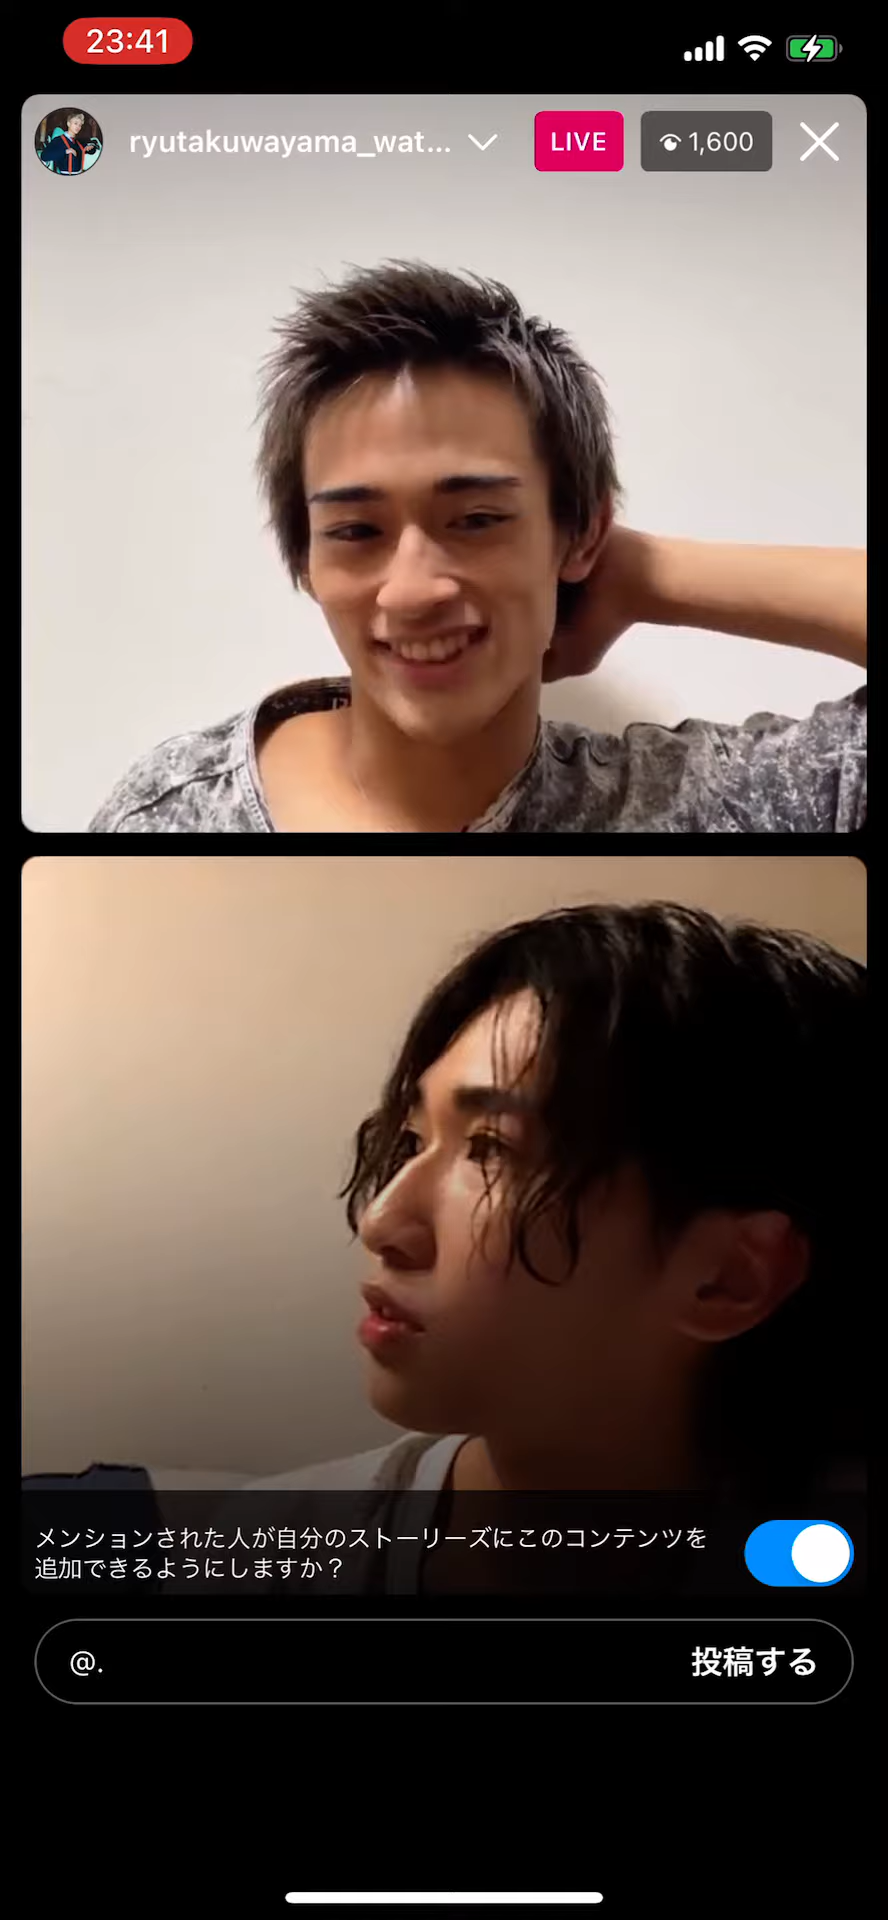 23:41
ryutakuwayama_wat...
LIVE
1,600
メンションされた人が自分のストーリーズにこのコンテンツを
追加できるようにしますか？
@.
投稿する